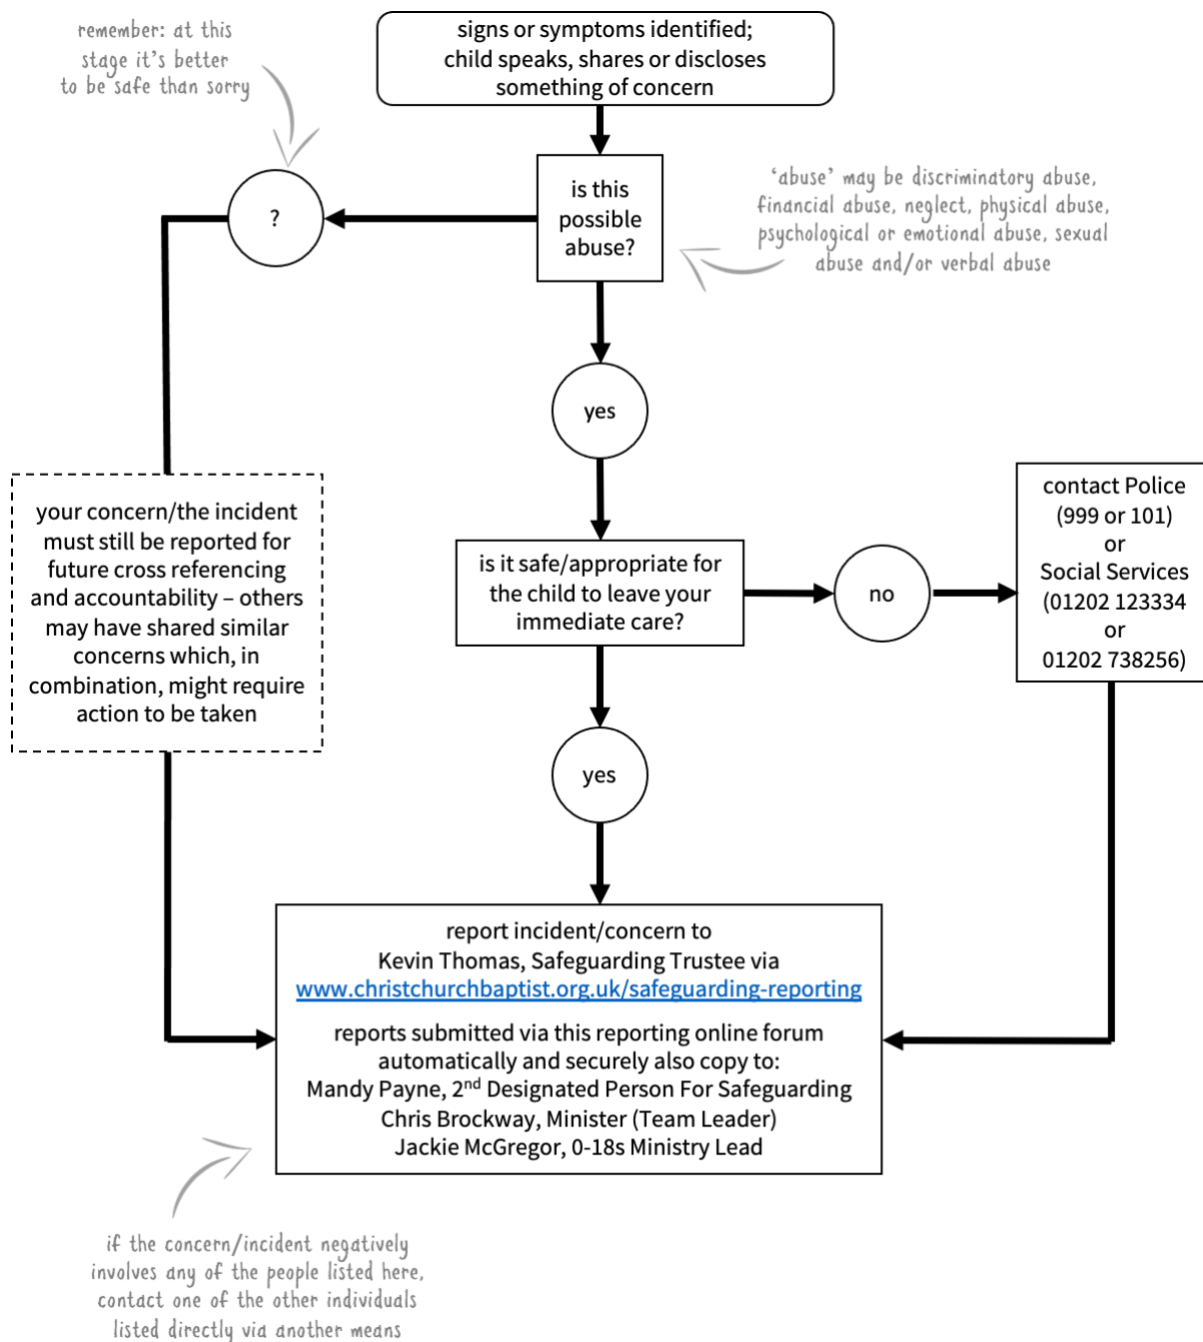 remember: at this
stage it's better
to be safe than sorry
signs or symptoms identified;
child speaks, shares or discloses
something of concern
?
is this
possible
abuse?
'abuse' may be discriminatory abuse,
financial abuse, neglect, physical abuse,
psychological or emotional abuse, sexual
abuse and/or verbal abuse
yes
your concern/the incident
must still be reported for
future cross referencing
and accountability – others
may have shared similar
concerns which, in
combination, might require
action to be taken
is it safe/appropriate for
the child to leave your
immediate care?
no
contact Police
(999 or 101)
or
Social Services
(01202 123334
or
01202 738256)
yes
report incident/concern to
Kevin Thomas, Safeguarding Trustee via
www.christchurchbaptist.org.uk/safeguarding-reporting
reports submitted via this reporting online forum
automatically and securely also copy to:
Mandy Payne, 2nd Designated Person For Safeguarding
Chris Brockway, Minister (Team Leader)
Jackie McGregor, 0-18s Ministry Lead
if the concern/incident negatively
involves any of the people listed here,
contact one of the other individuals
listed directly via another means